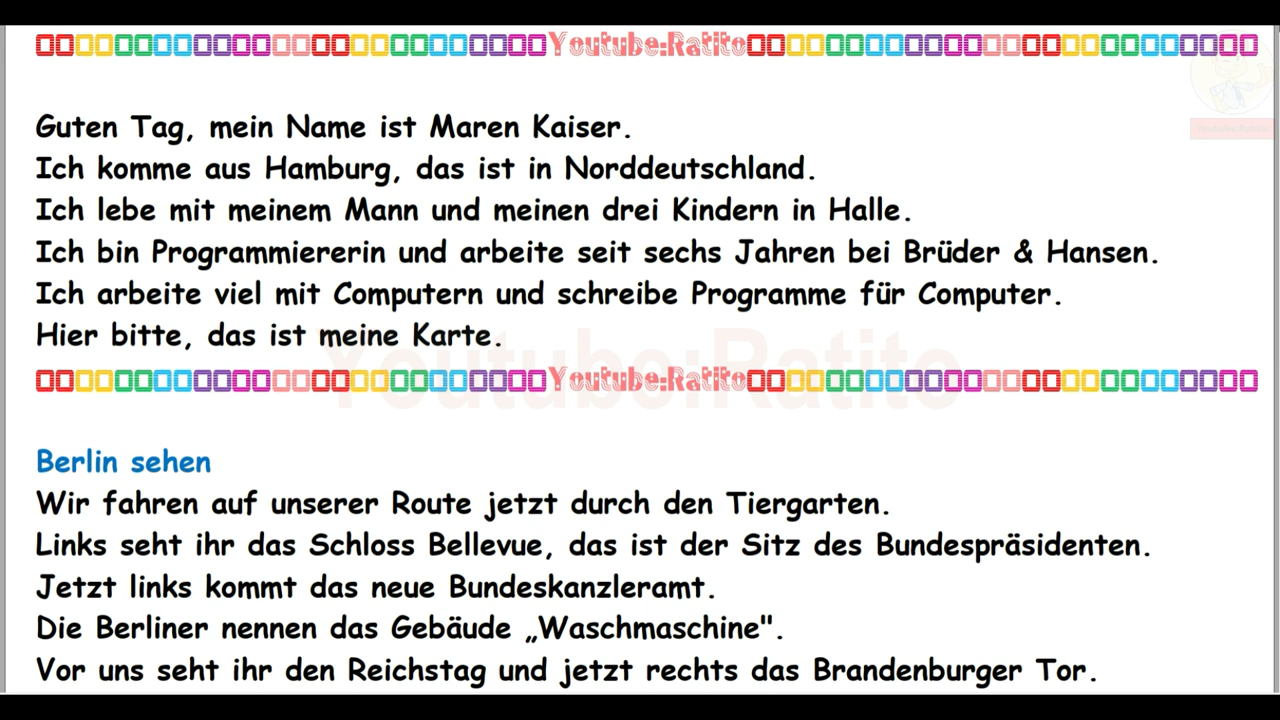 Youtube:Ratito
Guten Tag, mein Name ist Maren Kaiser.
Ich komme aus Hamburg, das ist in Norddeutschland.
Ich lebe mit meinem Mann und meinen drei Kindern in Halle.
Ich bin Programmiererin und arbeite seit sechs Jahren bei Brüder & Hansen.
Ich arbeite viel mit Computern und schreibe Programme für Computer.
Hier bitte, das ist meine Karte.
Youtube:Ratito
Youtube:Ratito
Berlin sehen
Wir fahren auf unserer Route jetzt durch den Tiergarten.
Links seht ihr das Schloss Bellevue, das ist der Sitz des Bundespräsidenten.
Jetzt links kommt das neue Bundeskanzleramt.
Die Berliner nennen das Gebäude „Waschmaschine".
Vor uns seht ihr den Reichstag und jetzt rechts das Brandenburger Tor.